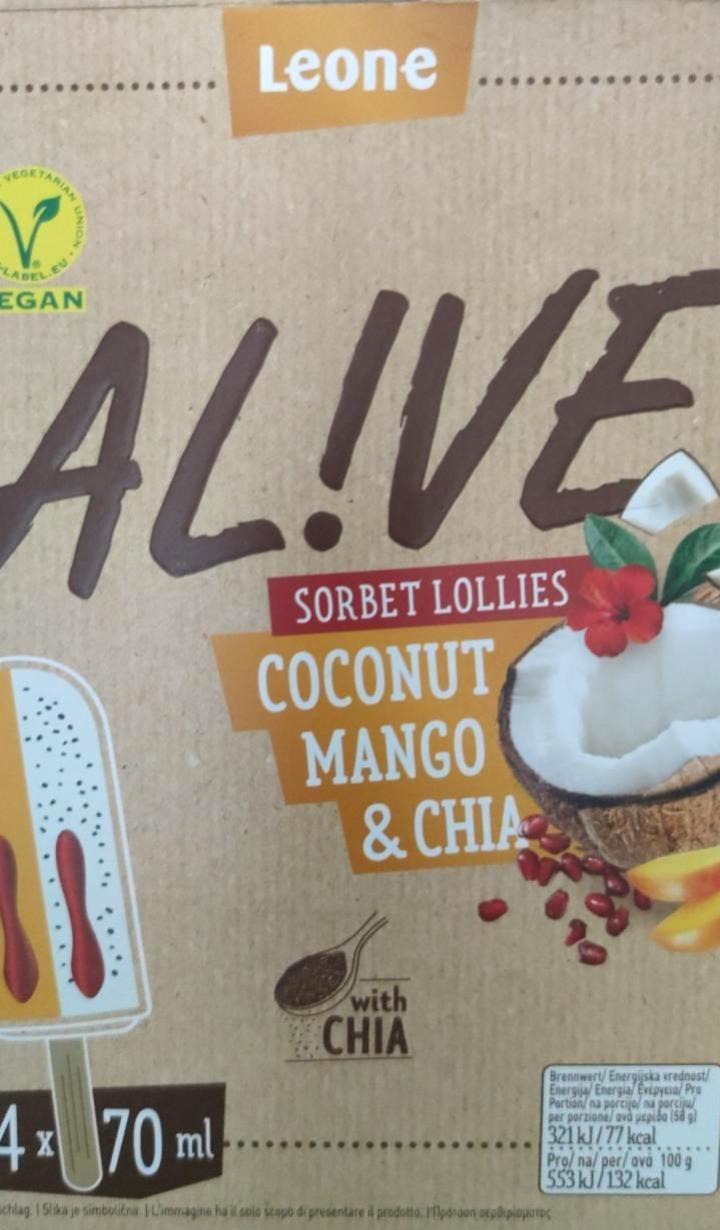 Leone
VEGETARIAN UNION
-LABEL.EU
EGAN
AL!VE
SORBET LOLLIES
COCONUT
MANGO
& CHIA
with
CHIA
4 x 70 ml
Brennwert/ Energijska vrednost/
Energija/ Energia/ Ενέργεια/ Pro
Portion/ na porcijo/ na porciju/
per porzione/ ανά μερίδα (58 g)
321 kJ / 77 kcal
Pro/ na/ per/ ανά 100 g
553 kJ / 132 kcal
schlag. | Slika je simbolična. | L'immagine ha il solo scopo di presentare il prodotto. | Πρόταση σερβιρίσματος